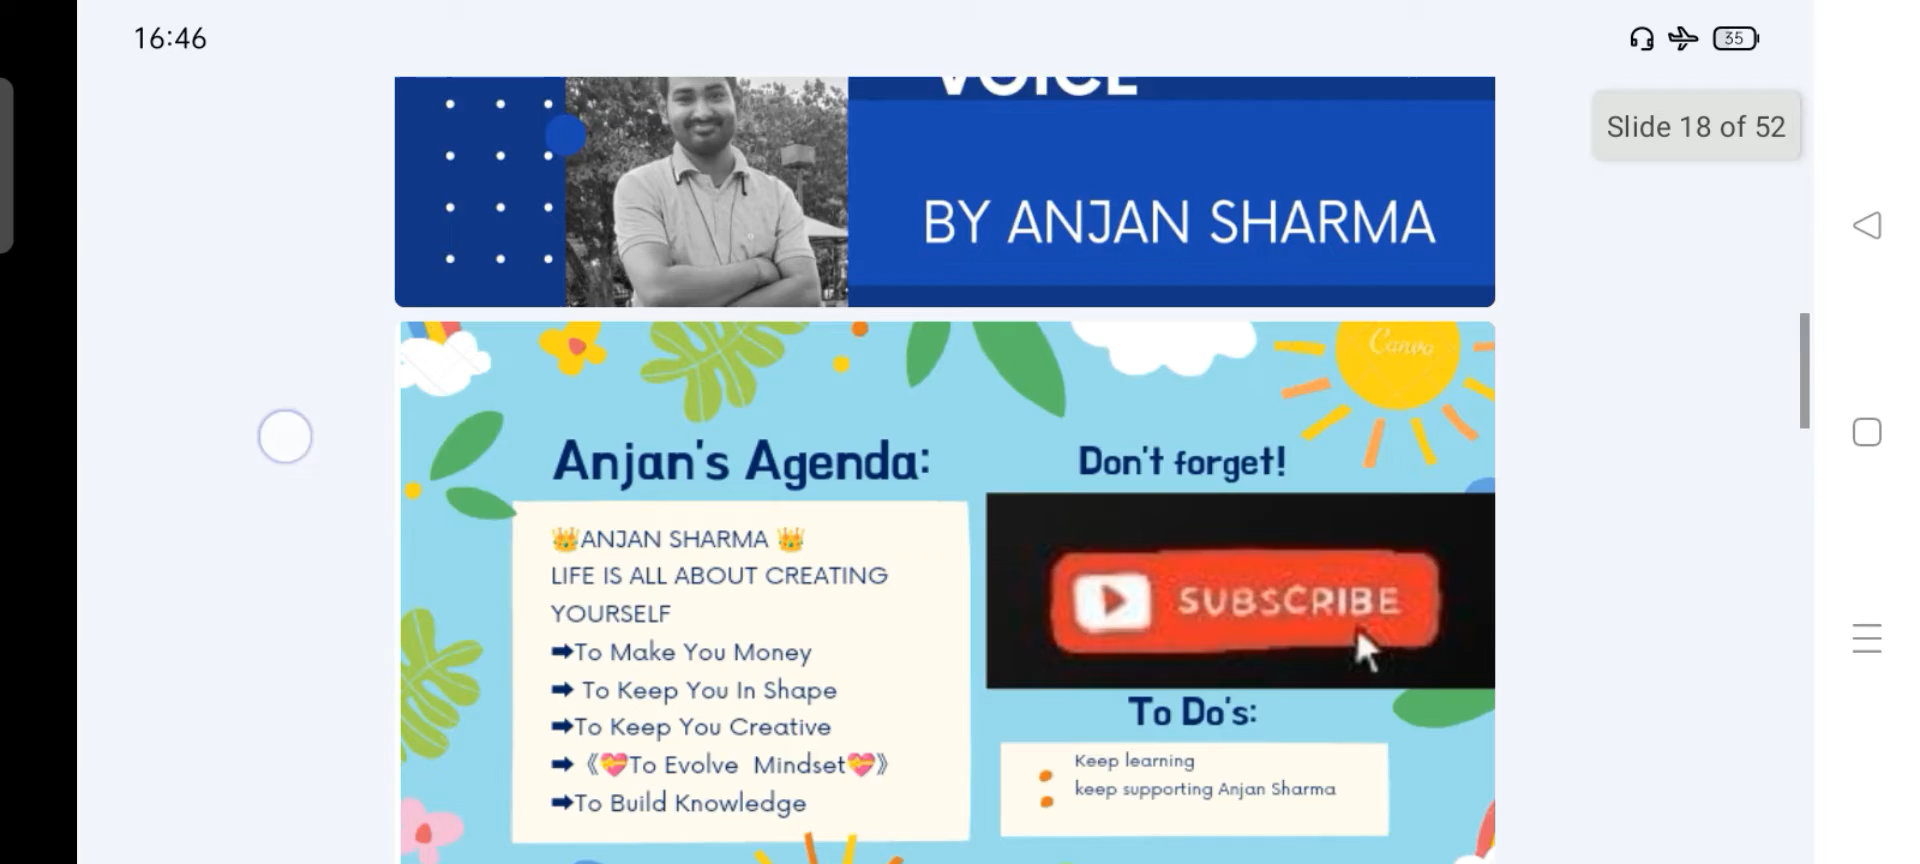 16:46
35
VOICE
Slide 18 of 52
BY ANJAN SHARMA
Canva
Anjan's Agenda:
Don't forget!
👑ANJAN SHARMA 👑
LIFE IS ALL ABOUT CREATING
YOURSELF
➡To Make You Money
➡ To Keep You In Shape
➡To Keep You Creative
➡ 《💝To Evolve Mindset💝》
➡To Build Knowledge
SUBSCRIBE
To Do's:
Keep learning
keep supporting Anjan Sharma